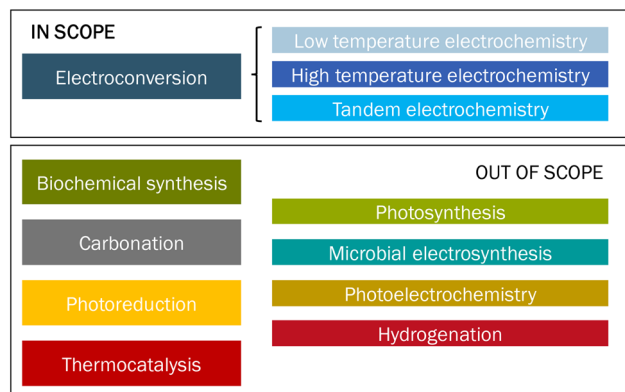 IN SCOPE
Electroconversion
Low temperature electrochemistry
High temperature electrochemistry
Tandem electrochemistry
OUT OF SCOPE
Biochemical synthesis
Carbonation
Photoreduction
Thermocatalysis
Photosynthesis
Microbial electrosynthesis
Photoelectrochemistry
Hydrogenation